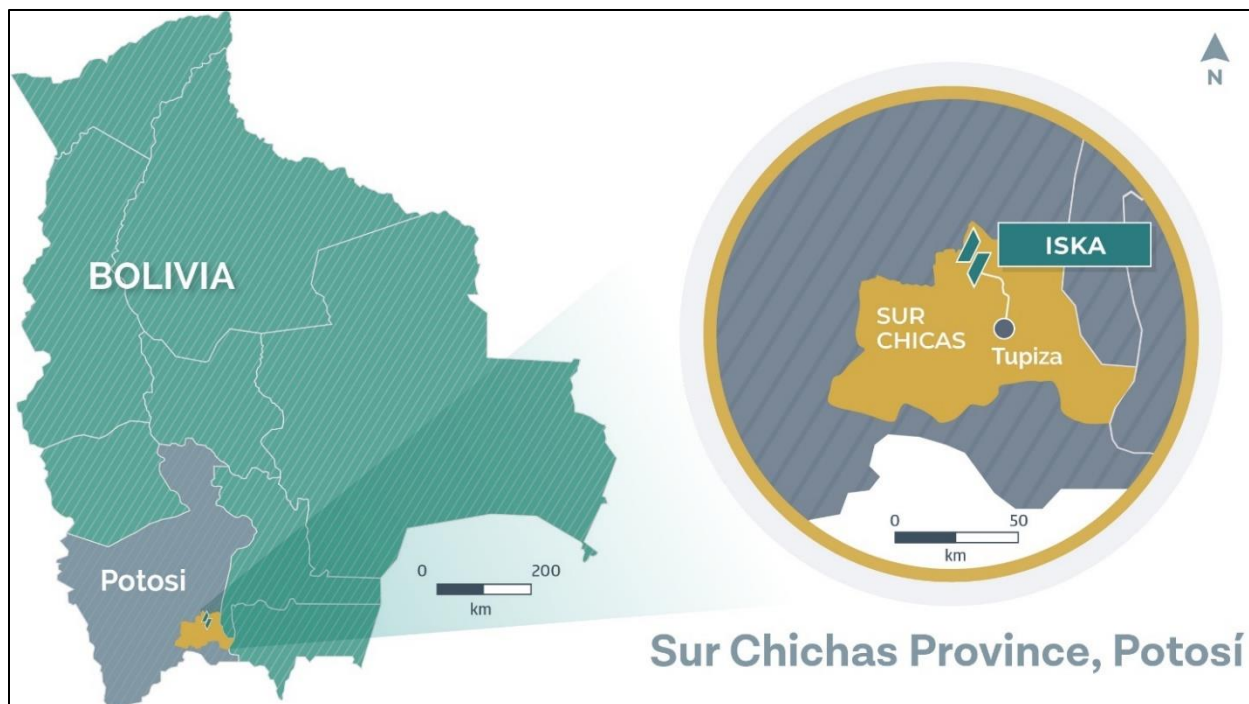 BOLIVIA
Potosi
0 200
km
N
ISKA
SUR
CHICAS
Tupiza
0 50
km
Sur Chichas Province, Potosí